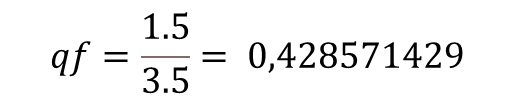 qf = 1.5/3.5 = 0,428571429